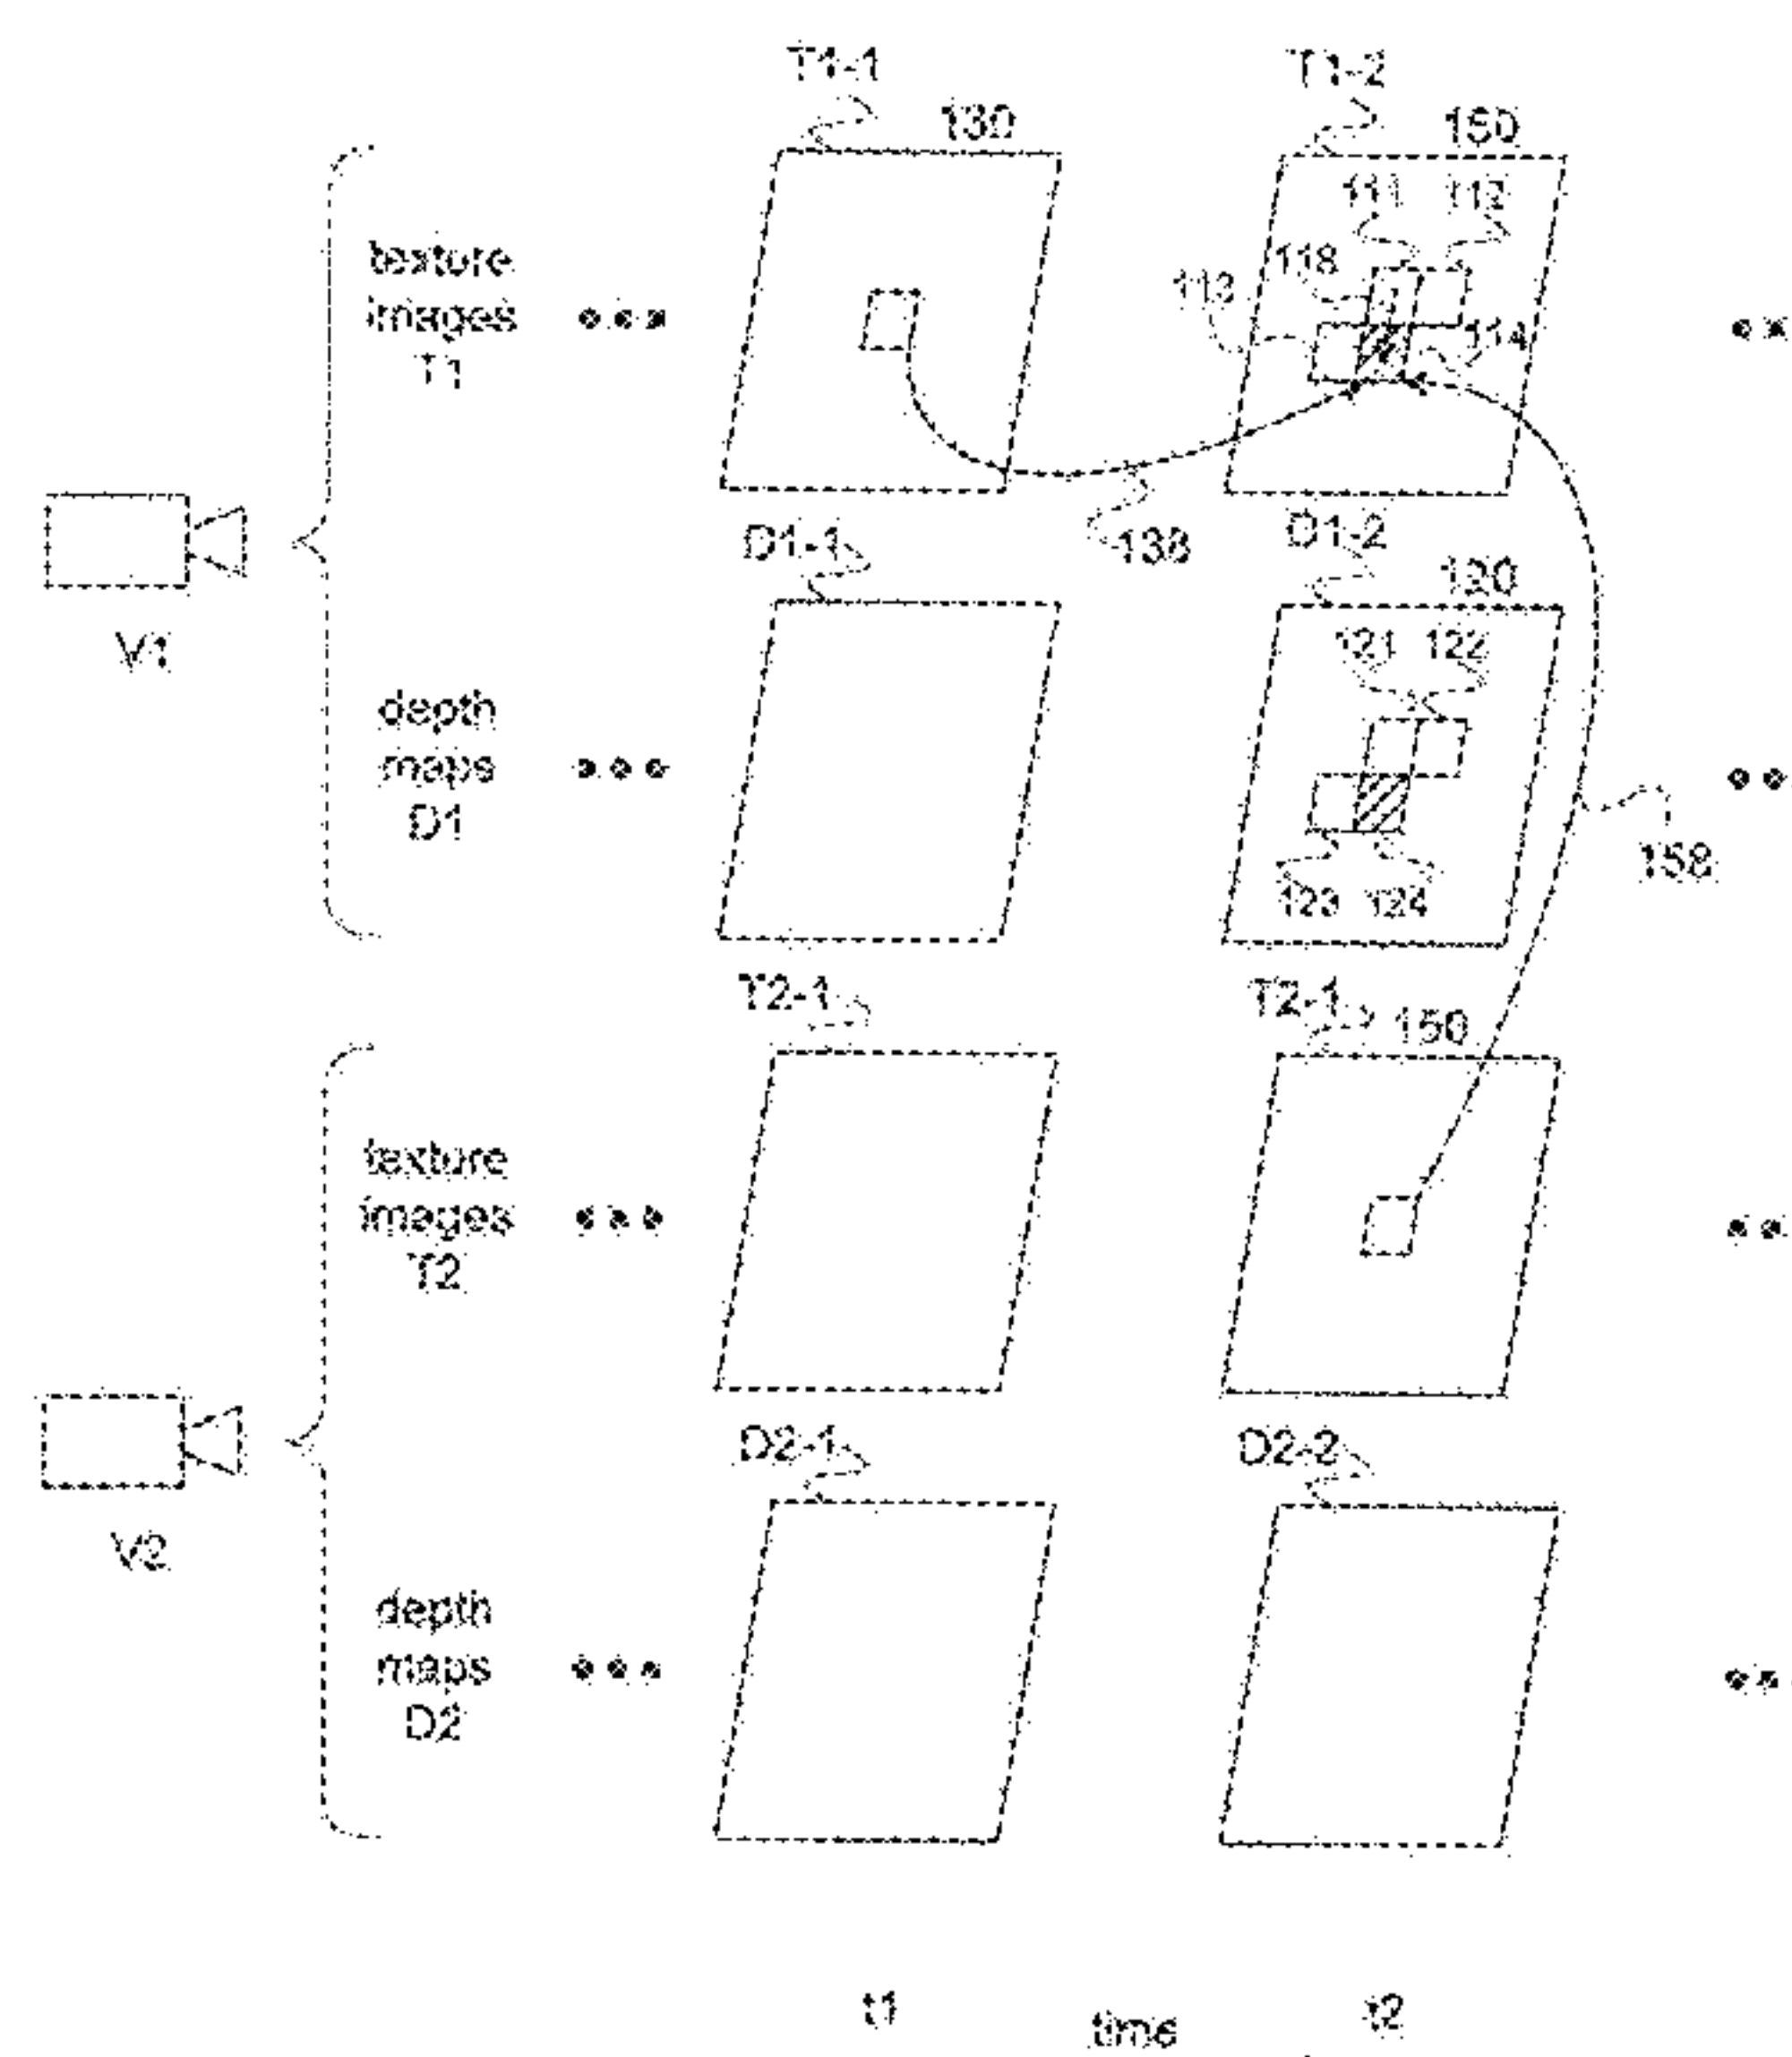 T1-1
T1-2
130
150
111
112
118
113
114
texture
images
T1
D1-1
138
D1-2
120
V1
121
122
depth
maps
D1
158
123
124
T2-1
T2-1
150
texture
images
T2
D2-1
D2-2
V2
depth
maps
D2
t1
time
t2